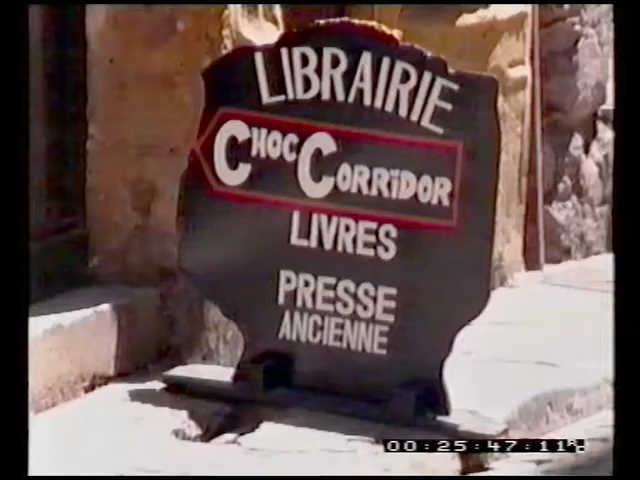 LIBRAIRIE
CHOC CORRiDOR
LIVRES
PRESSE
ANCIENNE
00:25:47:11